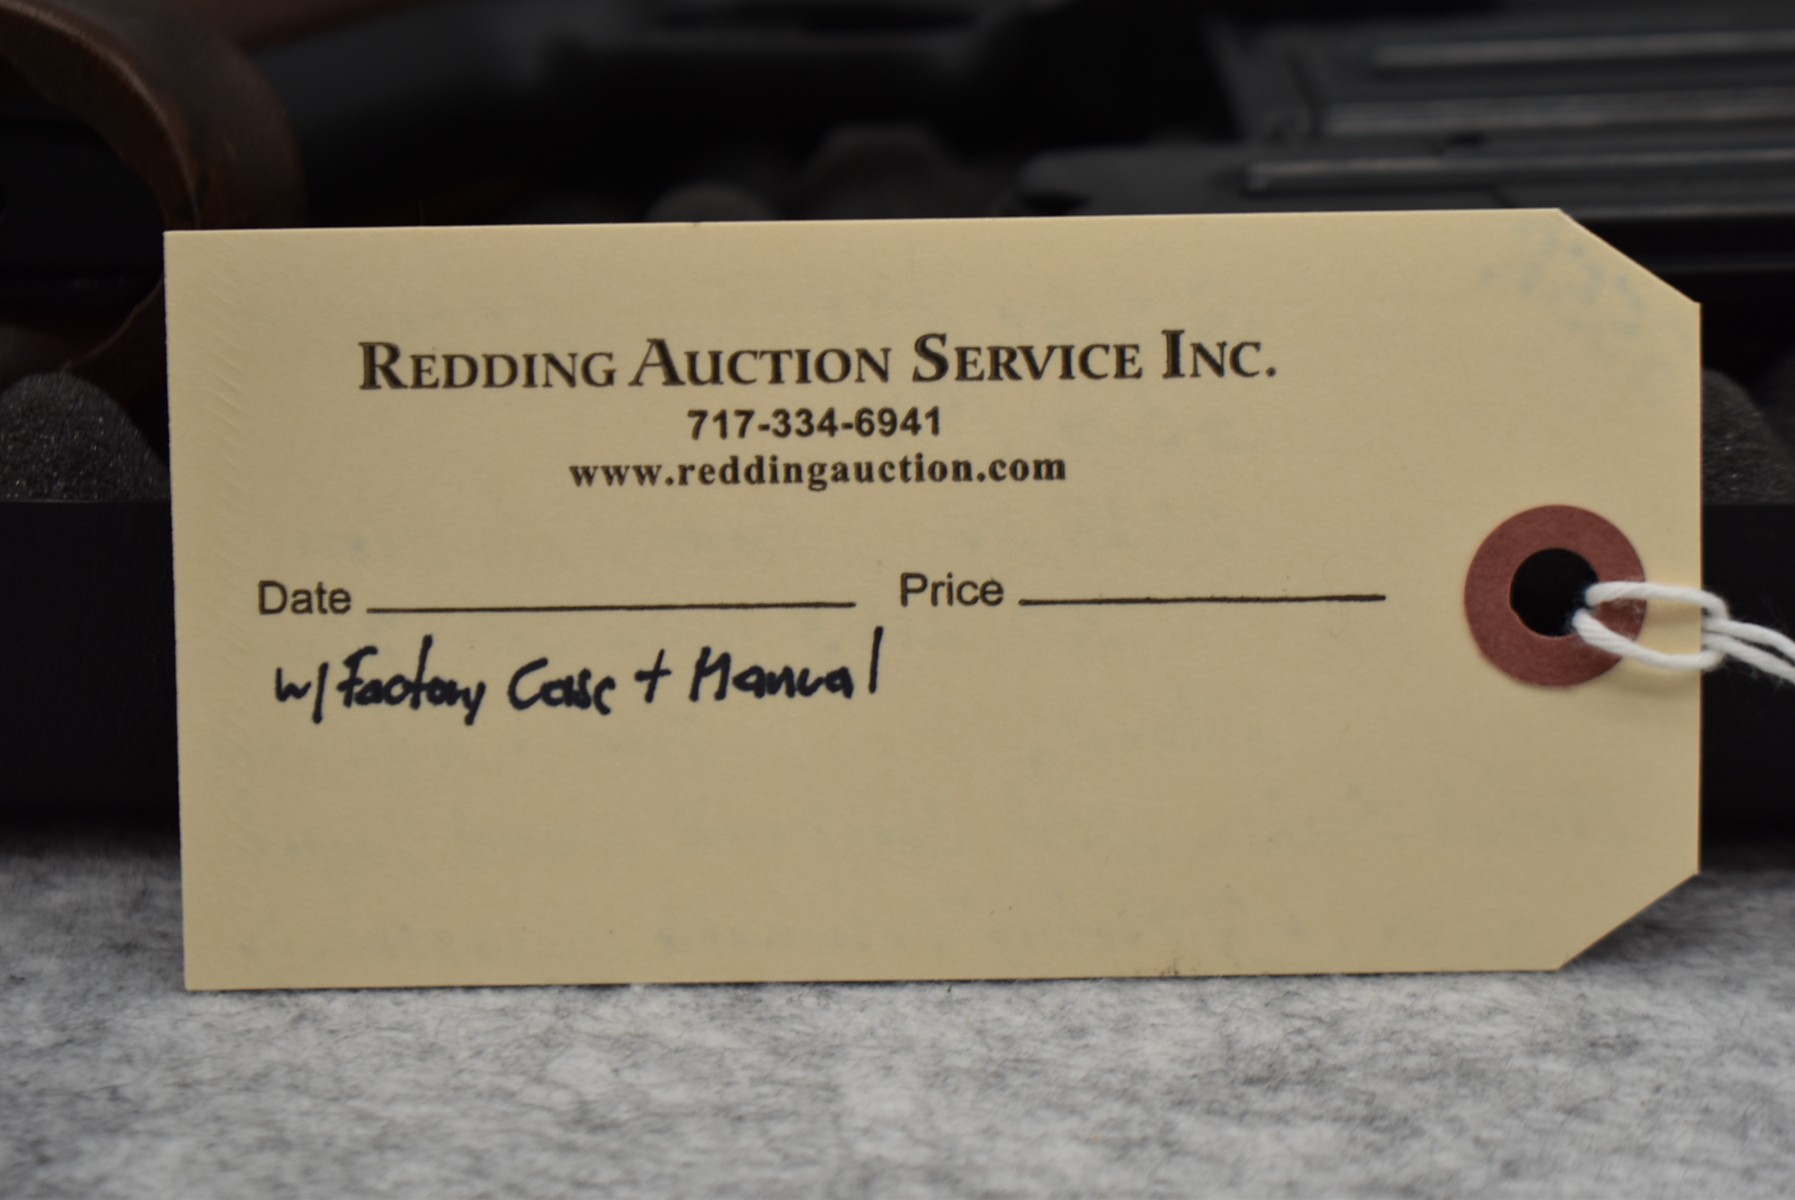 REDDING AUCTION SERVICE INC.
717-334-6941
www.reddingauction.com
Date Price
w/ Factory Case + Manual